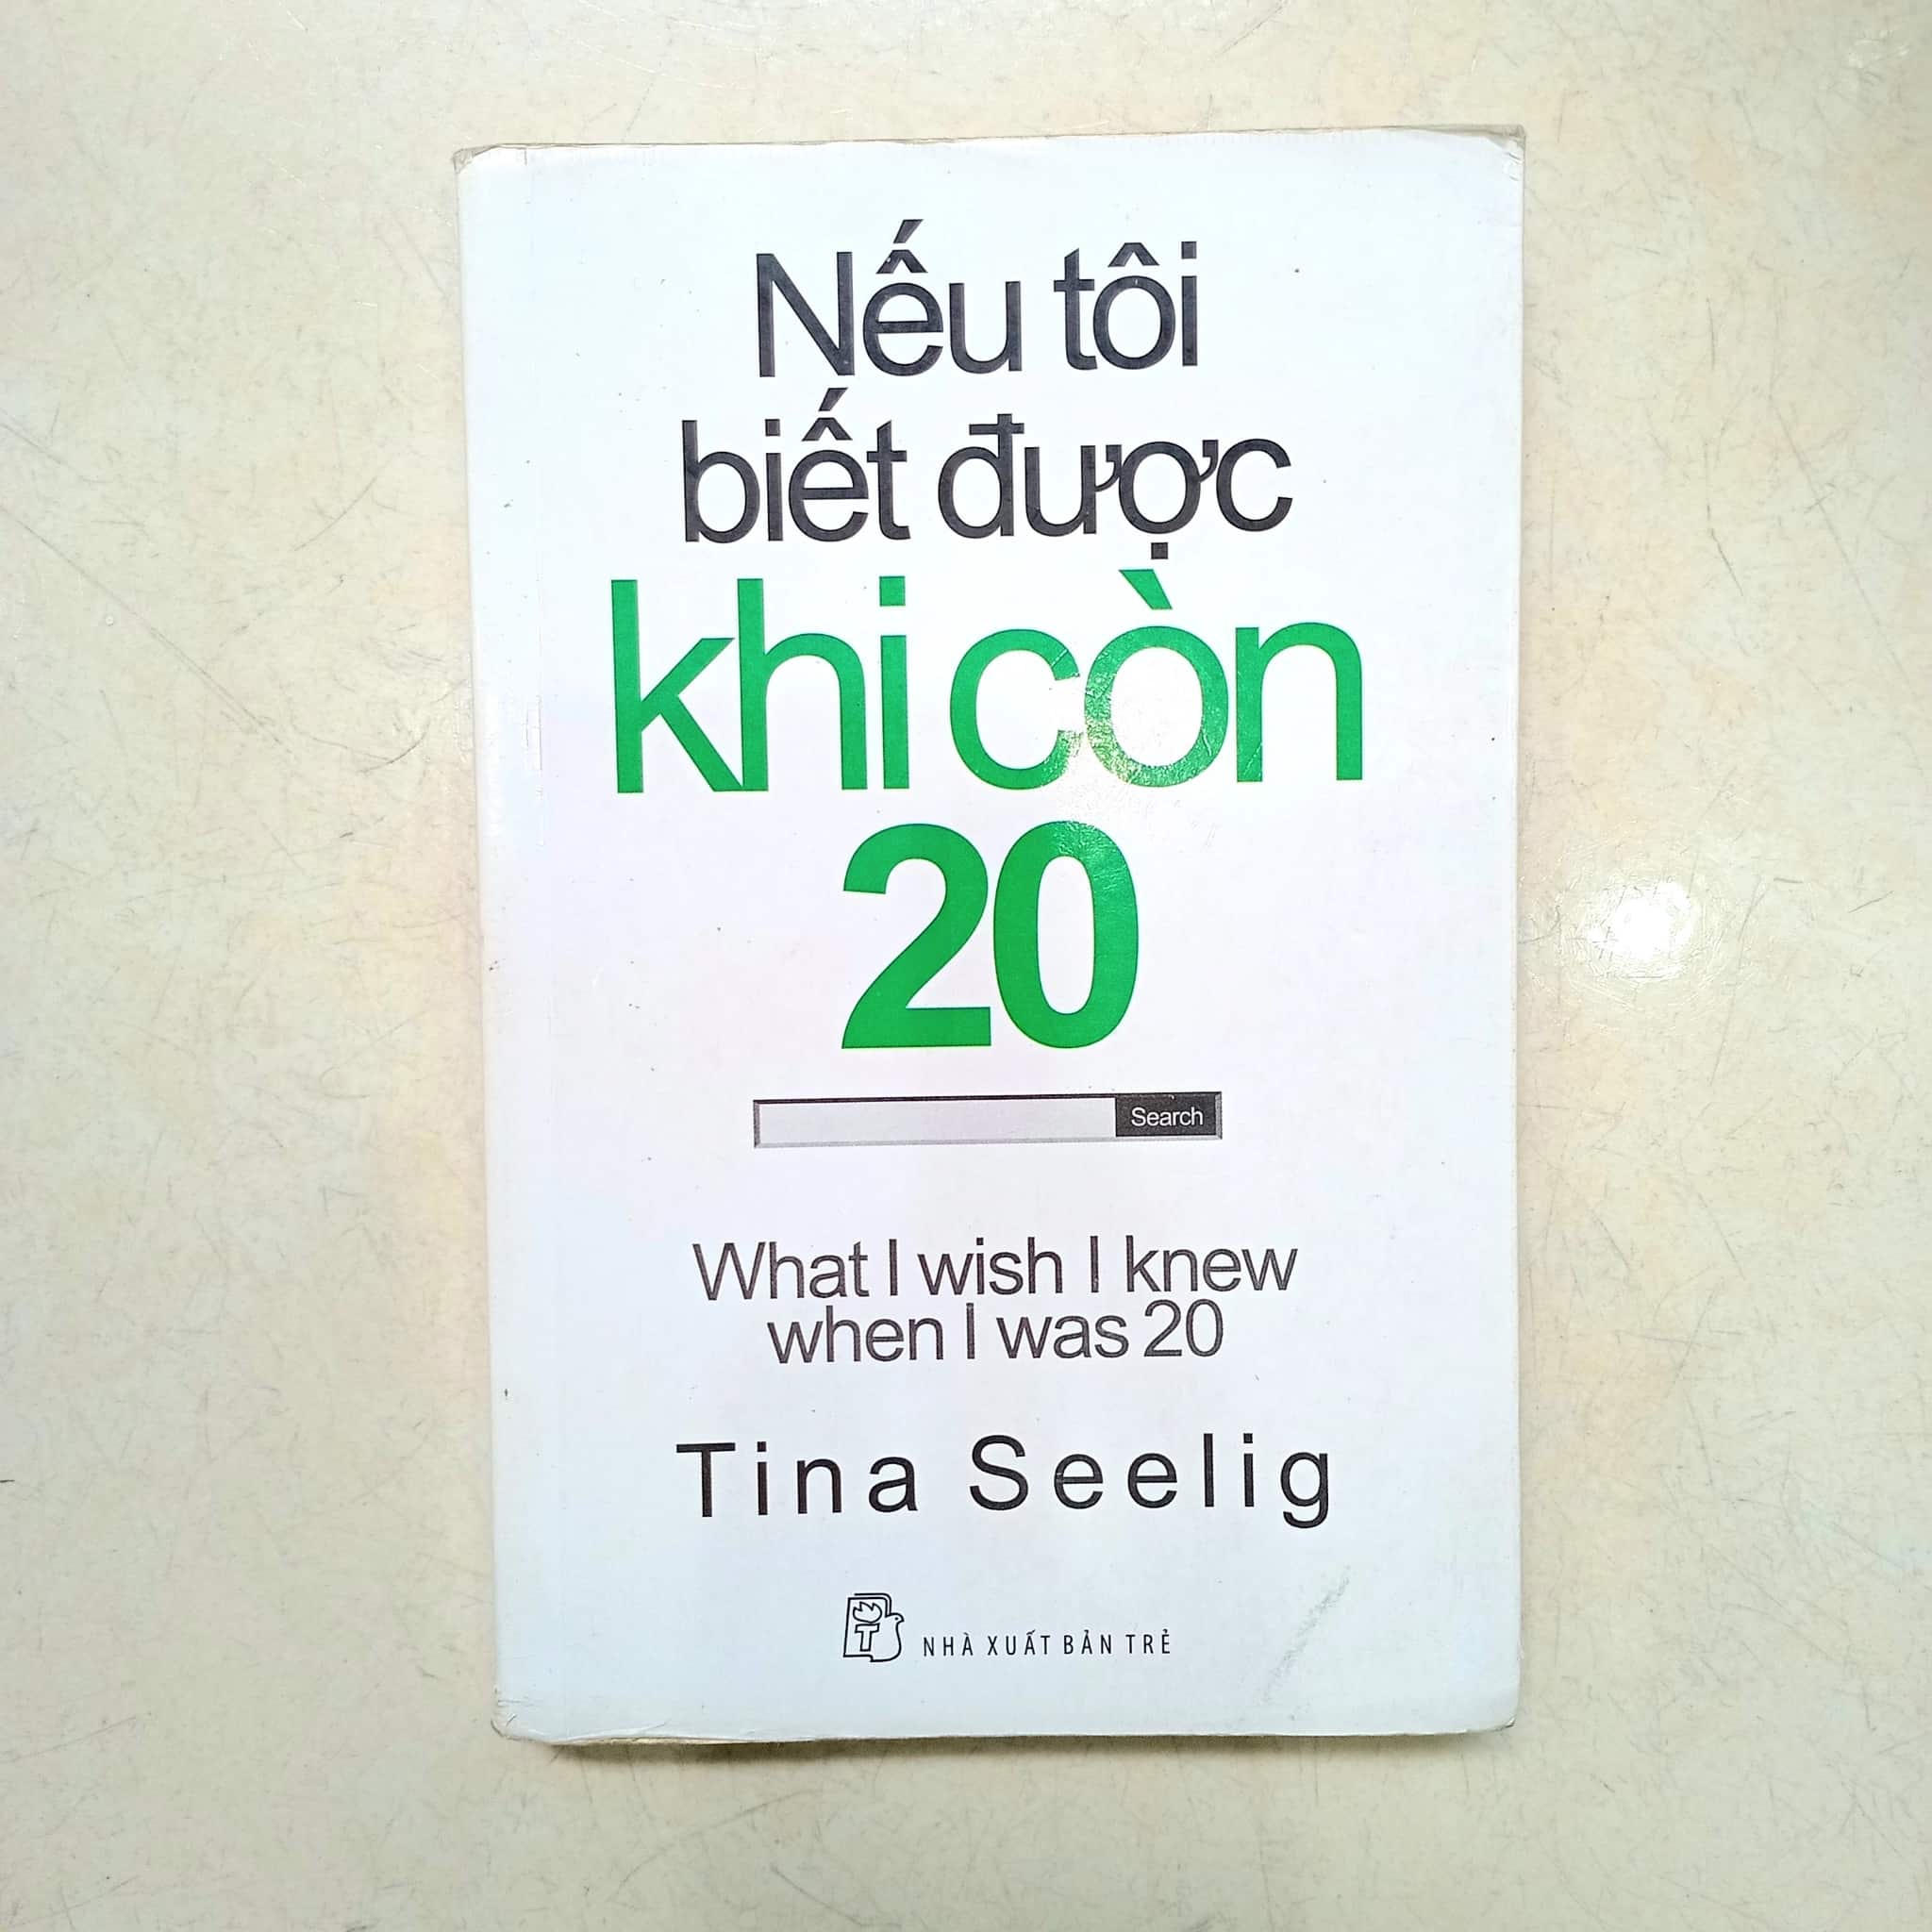 Nếu tôi
biết được
khi còn
20
Search
What I wish I knew
when I was 20
Tina Seelig
T
NHÀ XUẤT BẢN TRẺ